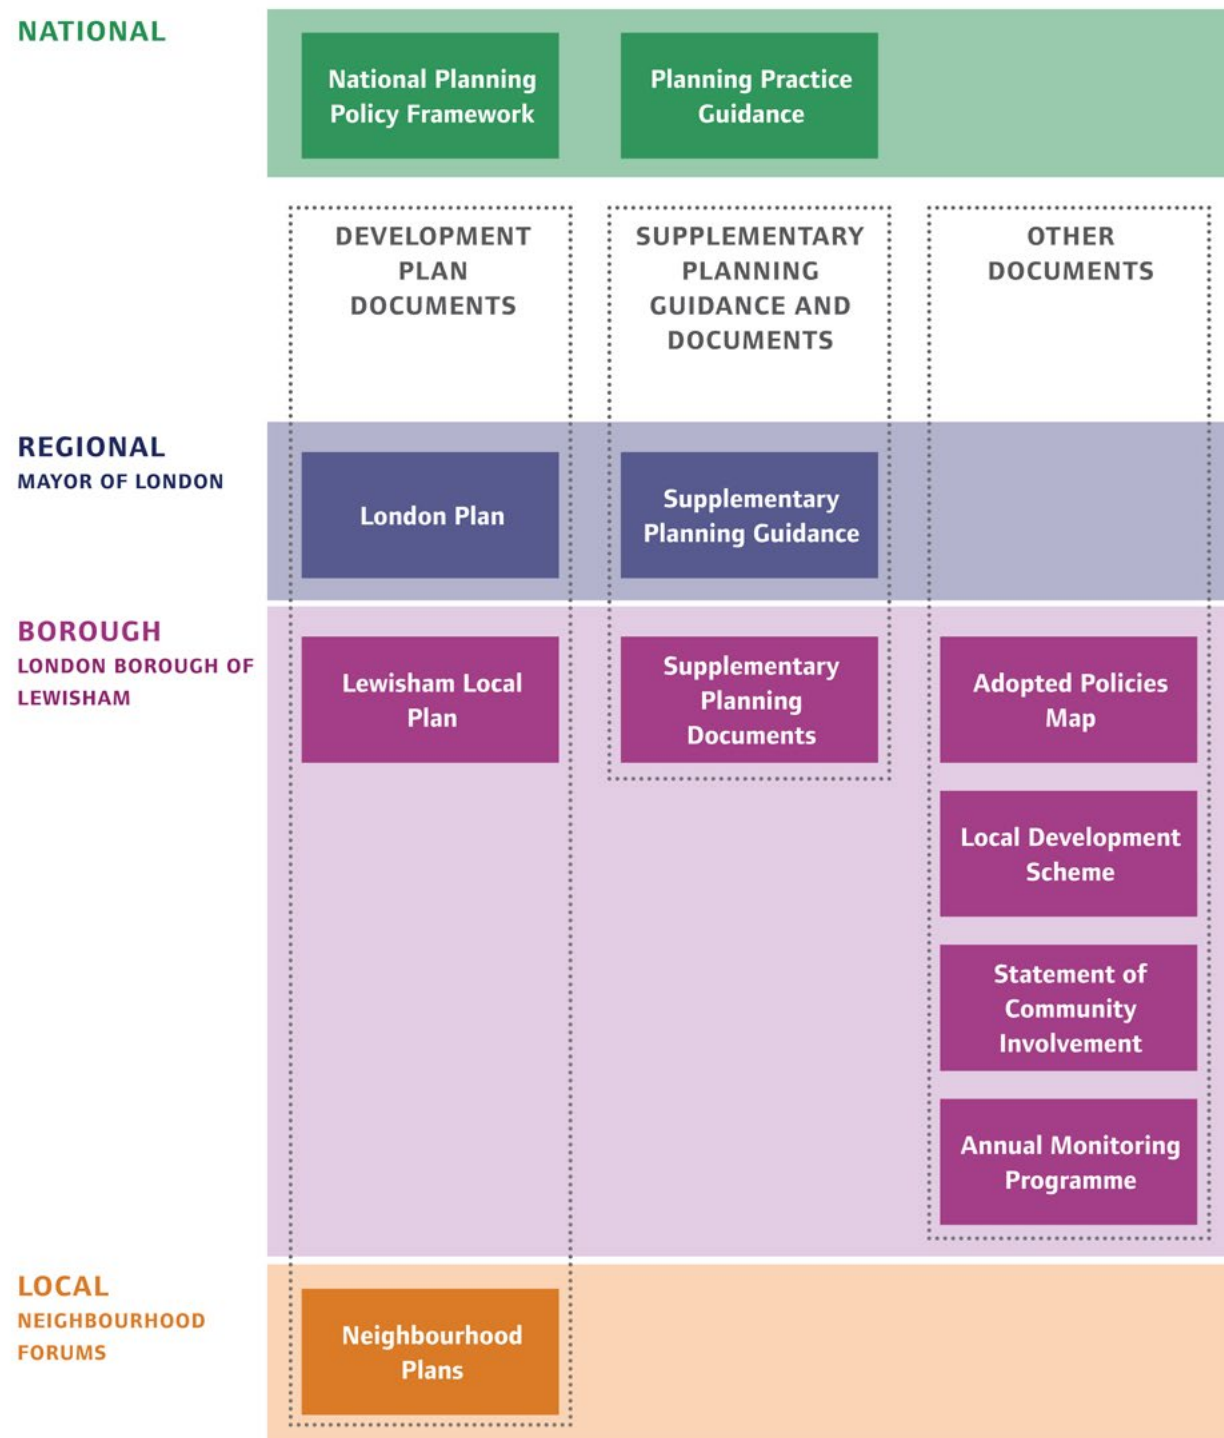 NATIONAL
National Planning
Policy Framework
Planning Practice
Guidance
DEVELOPMENT
PLAN
DOCUMENTS
SUPPLEMENTARY
PLANNING
GUIDANCE AND
DOCUMENTS
OTHER
DOCUMENTS
REGIONAL
MAYOR OF LONDON
London Plan
Supplementary
Planning Guidance
BOROUGH
LONDON BOROUGH OF
LEWISHAM
Lewisham Local
Plan
Supplementary
Planning
Documents
Adopted Policies
Map
Local Development
Scheme
Statement of
Community
Involvement
Annual Monitoring
Programme
LOCAL
NEIGHBOURHOOD
FORUMS
Neighbourhood
Plans